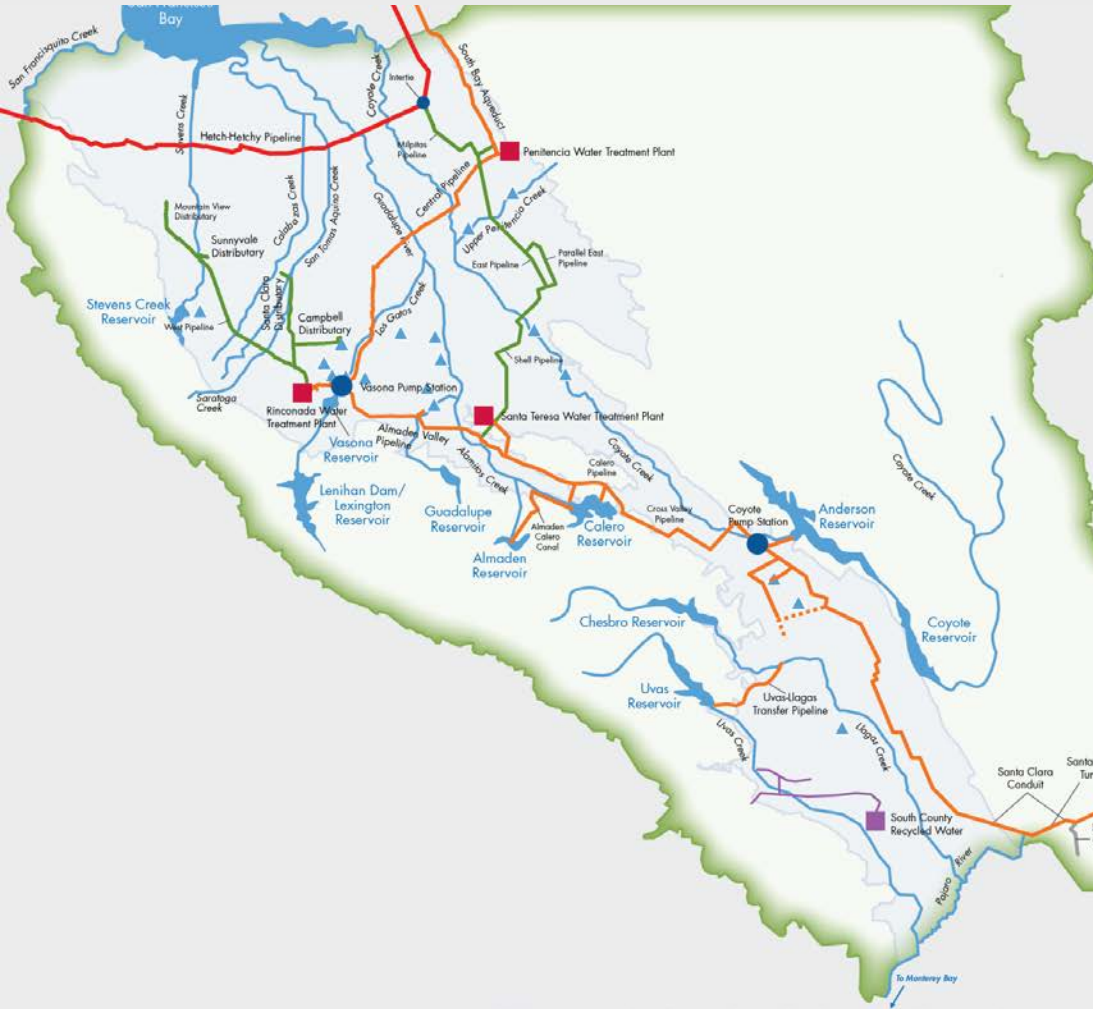 Bay
San Francisquito Creek
Stevens Creek
Coyote Creek
South Bay Aqueduct
Intertie
Hetch-Hetchy Pipeline
Milpitas
Pipeline
Penitencia Water Treatment Plant
Central Pipeline
Calabazas Creek
San Tomas Aquino Creek
Guadalupe River
Upper Penitencia Creek
Mountain View
Distributary
Sunnyvale
Distributary
East Pipeline
Parallel East
Pipeline
Stevens Creek
Reservoir
West Pipeline
Santa Clara
Distributary
Campbell
Distributary
Los Gatos Creek
Shell Pipeline
Saratoga
Creek
Rinconada Water
Treatment Plant
Vasona Pump Station
Santa Teresa Water Treatment Plant
Vasona
Reservoir
Almaden Valley
Pipeline
Alamitos Creek
Coyote Creek
Coyote Creek
Lenihan Dam/
Lexington
Reservoir
Guadalupe
Reservoir
Calero
Pipeline
Almaden
Calero
Canal
Calero
Reservoir
Cross Valley
Pipeline
Coyote
Pump Station
Anderson
Reservoir
Almaden
Reservoir
Chesbro Reservoir
Coyote
Reservoir
Uvas
Reservoir
Uvas-Llagas
Transfer Pipeline
Uvas Creek
Llagas Creek
Santa Clara
Conduit
Santa
South County
Recycled Water
Pajaro River
To Monterey Bay